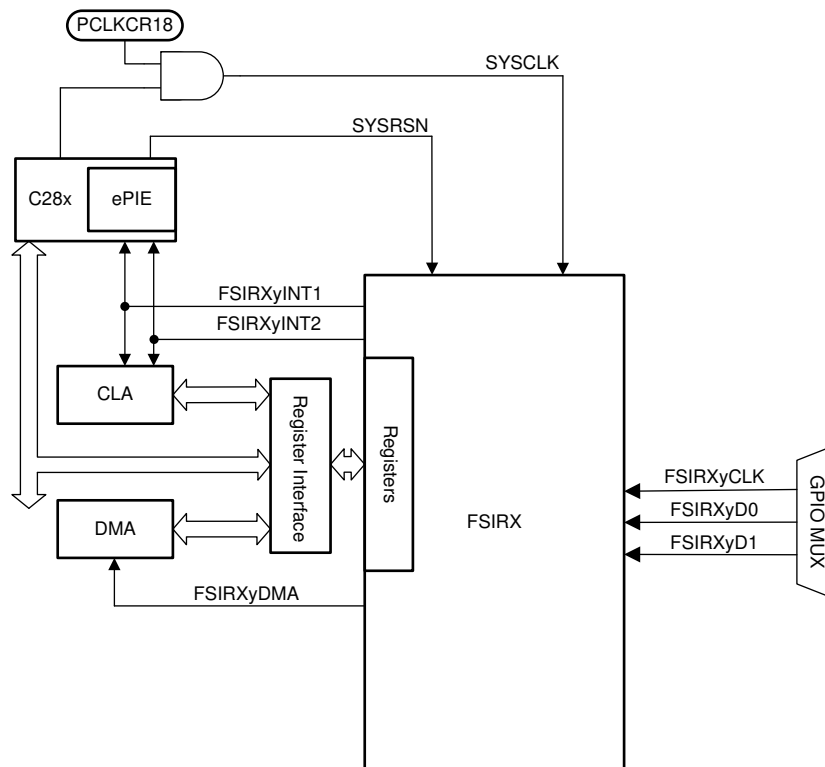 PCLKCR18
SYSCLK
SYSRSN
C28x
ePIE
FSIRXyINT1
FSIRXyINT2
CLA
Register Interface
Registers
FSIRX
FSIRXyCLK
FSIRXyD0
FSIRXyD1
GPIO MUX
DMA
FSIRXyDMA